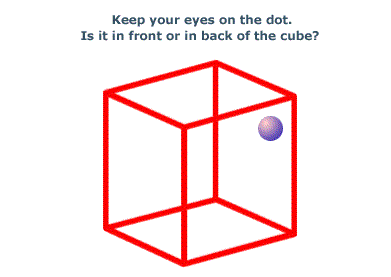 Keep your eyes on the dot.
Is it in front or in back of the cube?